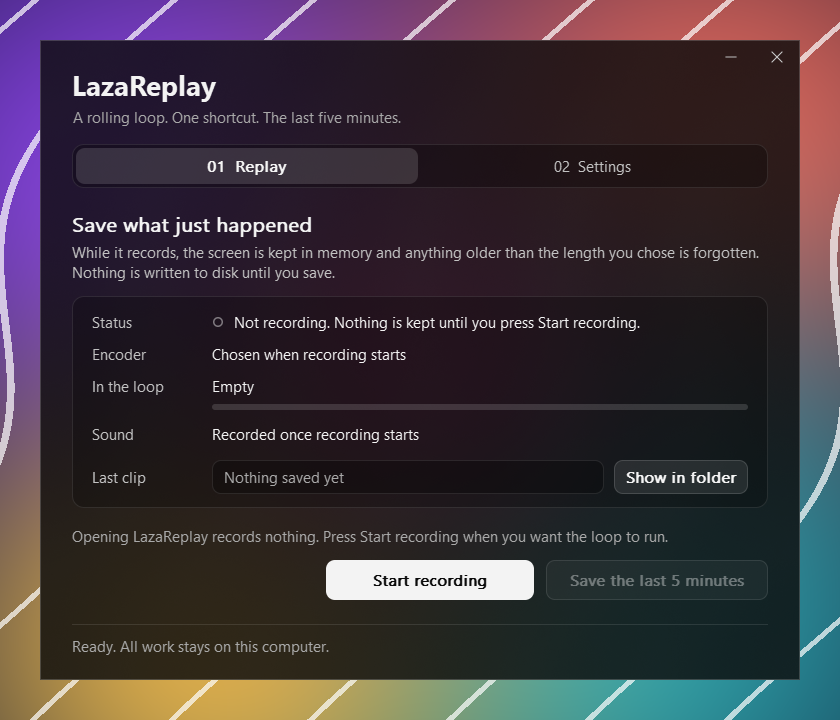 LazaReplay
A rolling loop. One shortcut. The last five minutes.
01 Replay
02 Settings
Save what just happened
While it records, the screen is kept in memory and anything older than the length you chose is forgotten.
Nothing is written to disk until you save.
Status
Not recording. Nothing is kept until you press Start recording.
Encoder
Chosen when recording starts
In the loop
Empty
Sound
Recorded once recording starts
Last clip
Nothing saved yet
Show in folder
Opening LazaReplay records nothing. Press Start recording when you want the loop to run.
Start recording
Save the last 5 minutes
Ready. All work stays on this computer.